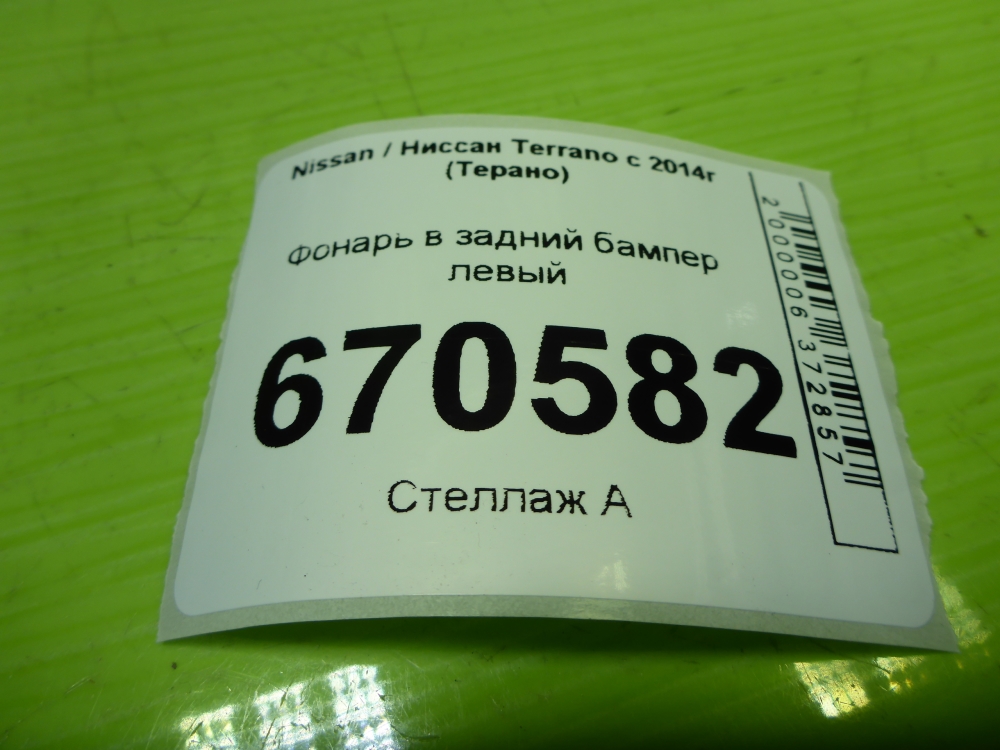 Nissan / Ниссан Terrano с 2014г
(Терано)
Фонарь в задний бампер
левый
670582
Стеллаж А
2000006372857